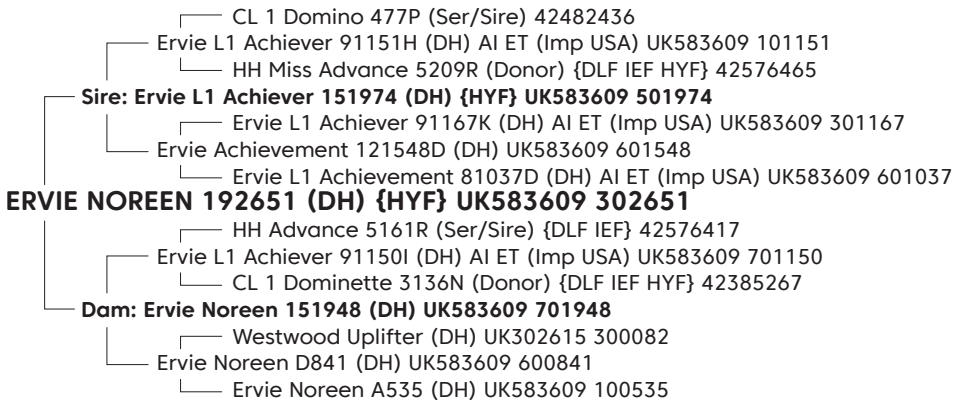 CL 1 Domino 477P (Ser/Sire) 42482436
Ervie L1 Achiever 91151H (DH) AI ET (Imp USA) UK583609 101151
HH Miss Advance 5209R (Donor) {DLF IEF HYF} 42576465
Sire: Ervie L1 Achiever 151974 (DH) {HYF} UK583609 501974
Ervie L1 Achiever 91167K (DH) AI ET (Imp USA) UK583609 301167
Ervie Achievement 121548D (DH) UK583609 601548
Ervie L1 Achievement 81037D (DH) AI ET (Imp USA) UK583609 601037
ERVIE NOREEN 192651 (DH) {HYF} UK583609 302651
HH Advance 5161R (Ser/Sire) {DLF IEF} 42576417
Ervie L1 Achiever 91150I (DH) AI ET (Imp USA) UK583609 701150
CL 1 Dominette 3136N (Donor) {DLF IEF HYF} 42385267
Dam: Ervie Noreen 151948 (DH) UK583609 701948
Westwood Uplifter (DH) UK302615 300082
Ervie Noreen D841 (DH) UK583609 600841
Ervie Noreen A535 (DH) UK583609 100535